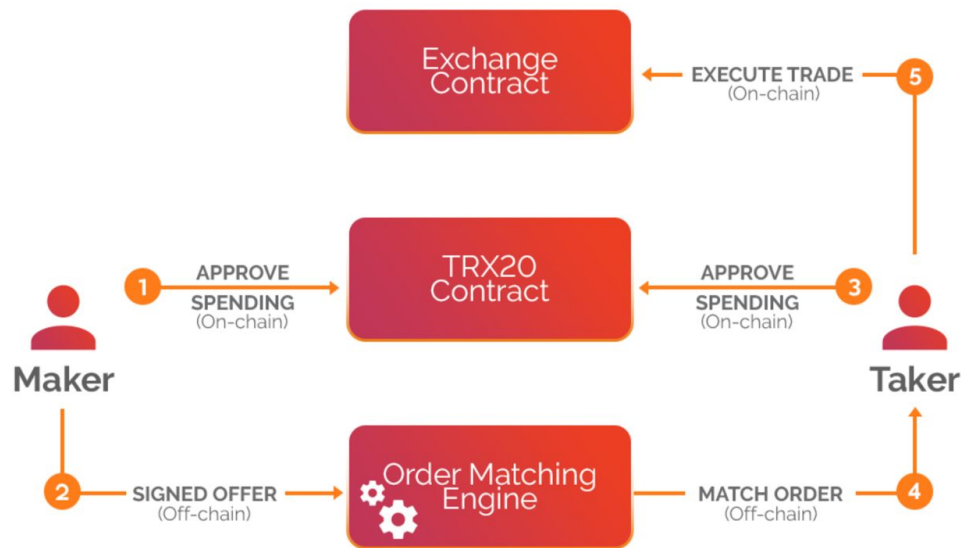 Exchange
Contract
EXECUTE TRADE
(On-chain)
5
1
APPROVE
SPENDING
(On-chain)
TRX20
Contract
APPROVE
SPENDING
(On-chain)
3
Maker
Taker
2
SIGNED OFFER
(Off-chain)
Order Matching
Engine
MATCH ORDER
(Off-chain)
4